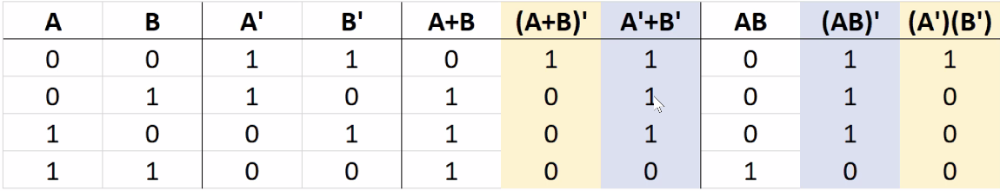 A B A' B' A+B (A+B)' A'+B' AB (AB)' (A')(B')
0 0 1 1 0 1 1 0 1 1
0 1 1 0 1 0 1 0 1 0
1 0 0 1 1 0 1 0 1 0
1 1 0 0 1 0 0 1 0 0